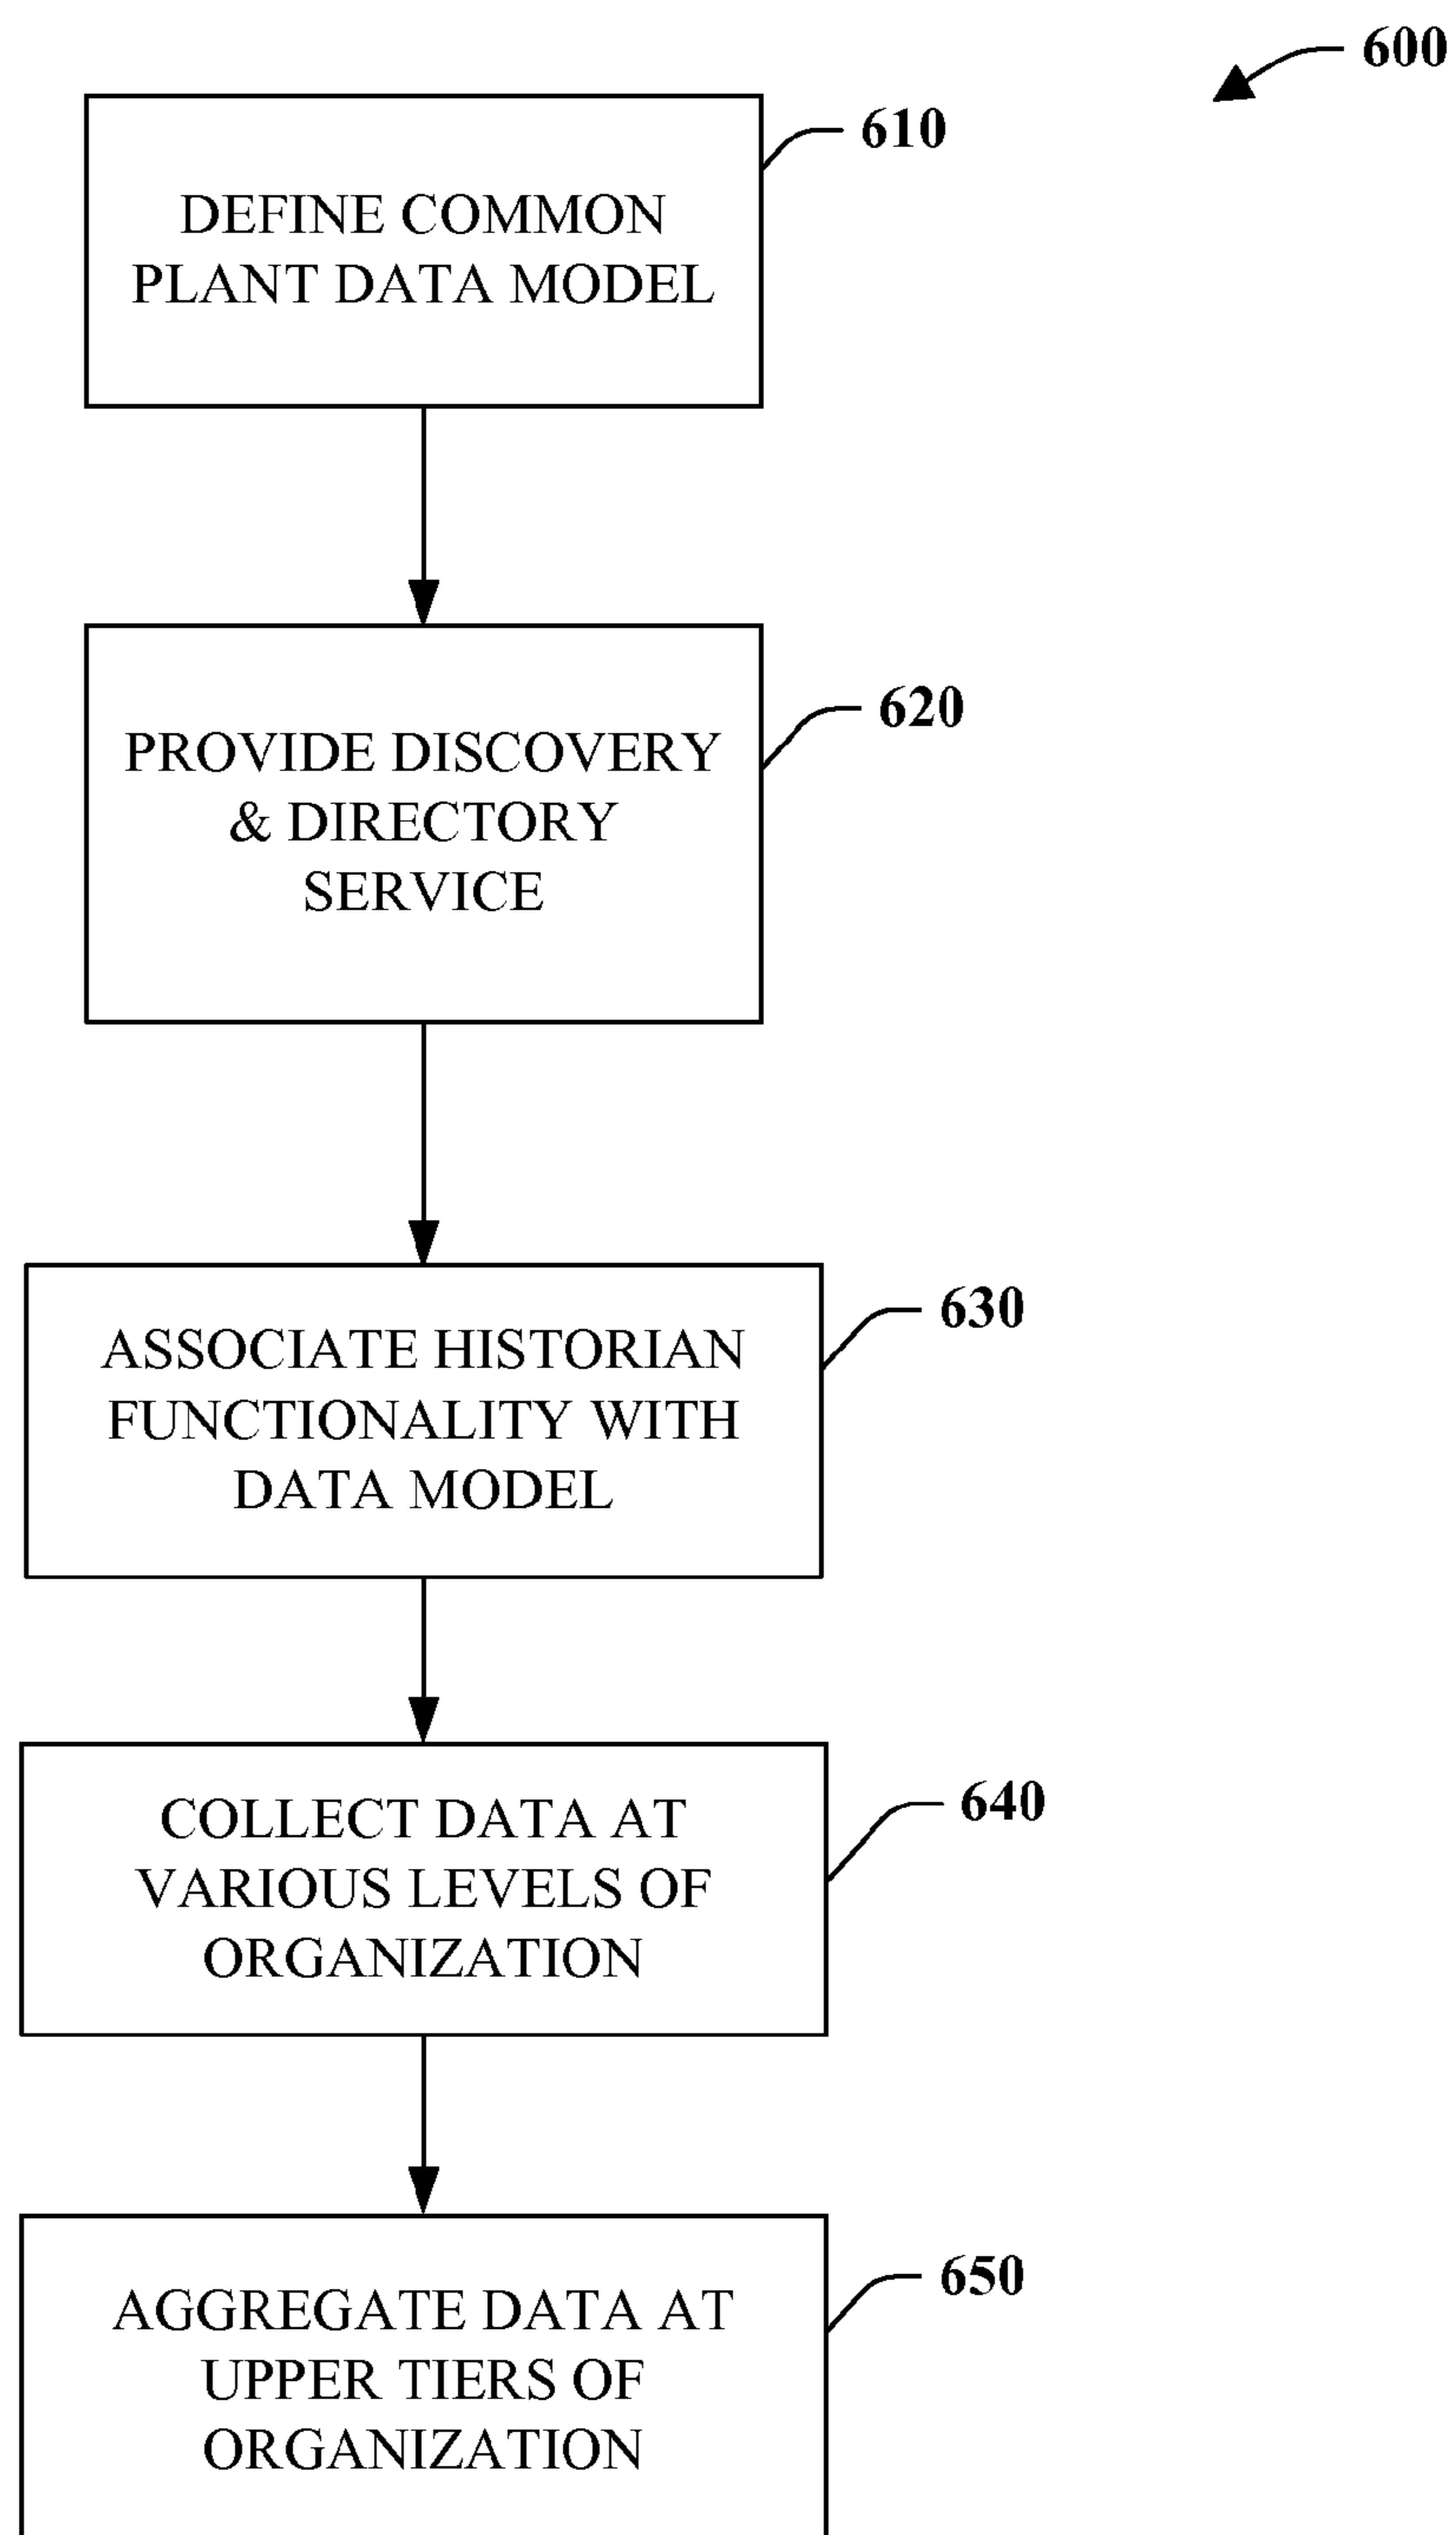 600
610
DEFINE COMMON
PLANT DATA MODEL
620
PROVIDE DISCOVERY
& DIRECTORY
SERVICE
630
ASSOCIATE HISTORIAN
FUNCTIONALITY WITH
DATA MODEL
640
COLLECT DATA AT
VARIOUS LEVELS OF
ORGANIZATION
650
AGGREGATE DATA AT
UPPER TIERS OF
ORGANIZATION